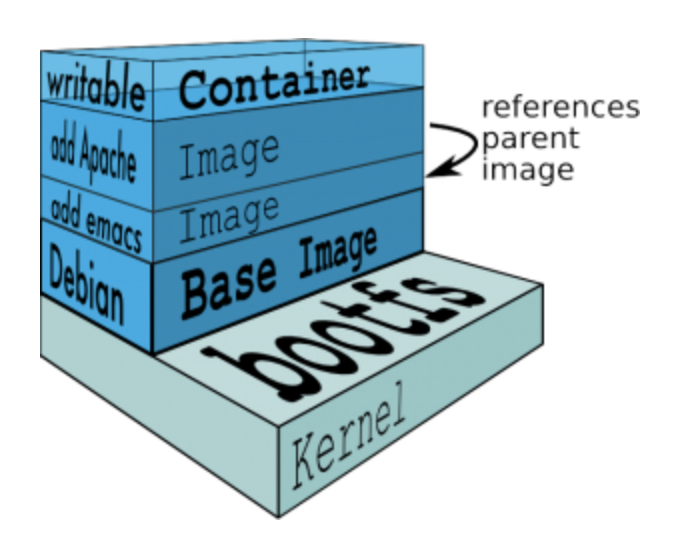 writable Container
add Apache Image
add emacs Image
Debian Base Image
references
parent
image
bootfs
Kernel